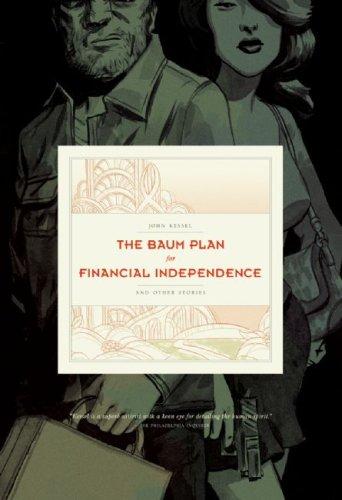 JOHN KESSEL
THE BAUM PLAN
for
FINANCIAL INDEPENDENCE
AND OTHER STORIES
"Kessel is a superb satirist with a keen eye for detailing the human spirit."
—THE PHILADELPHIA INQUIRER